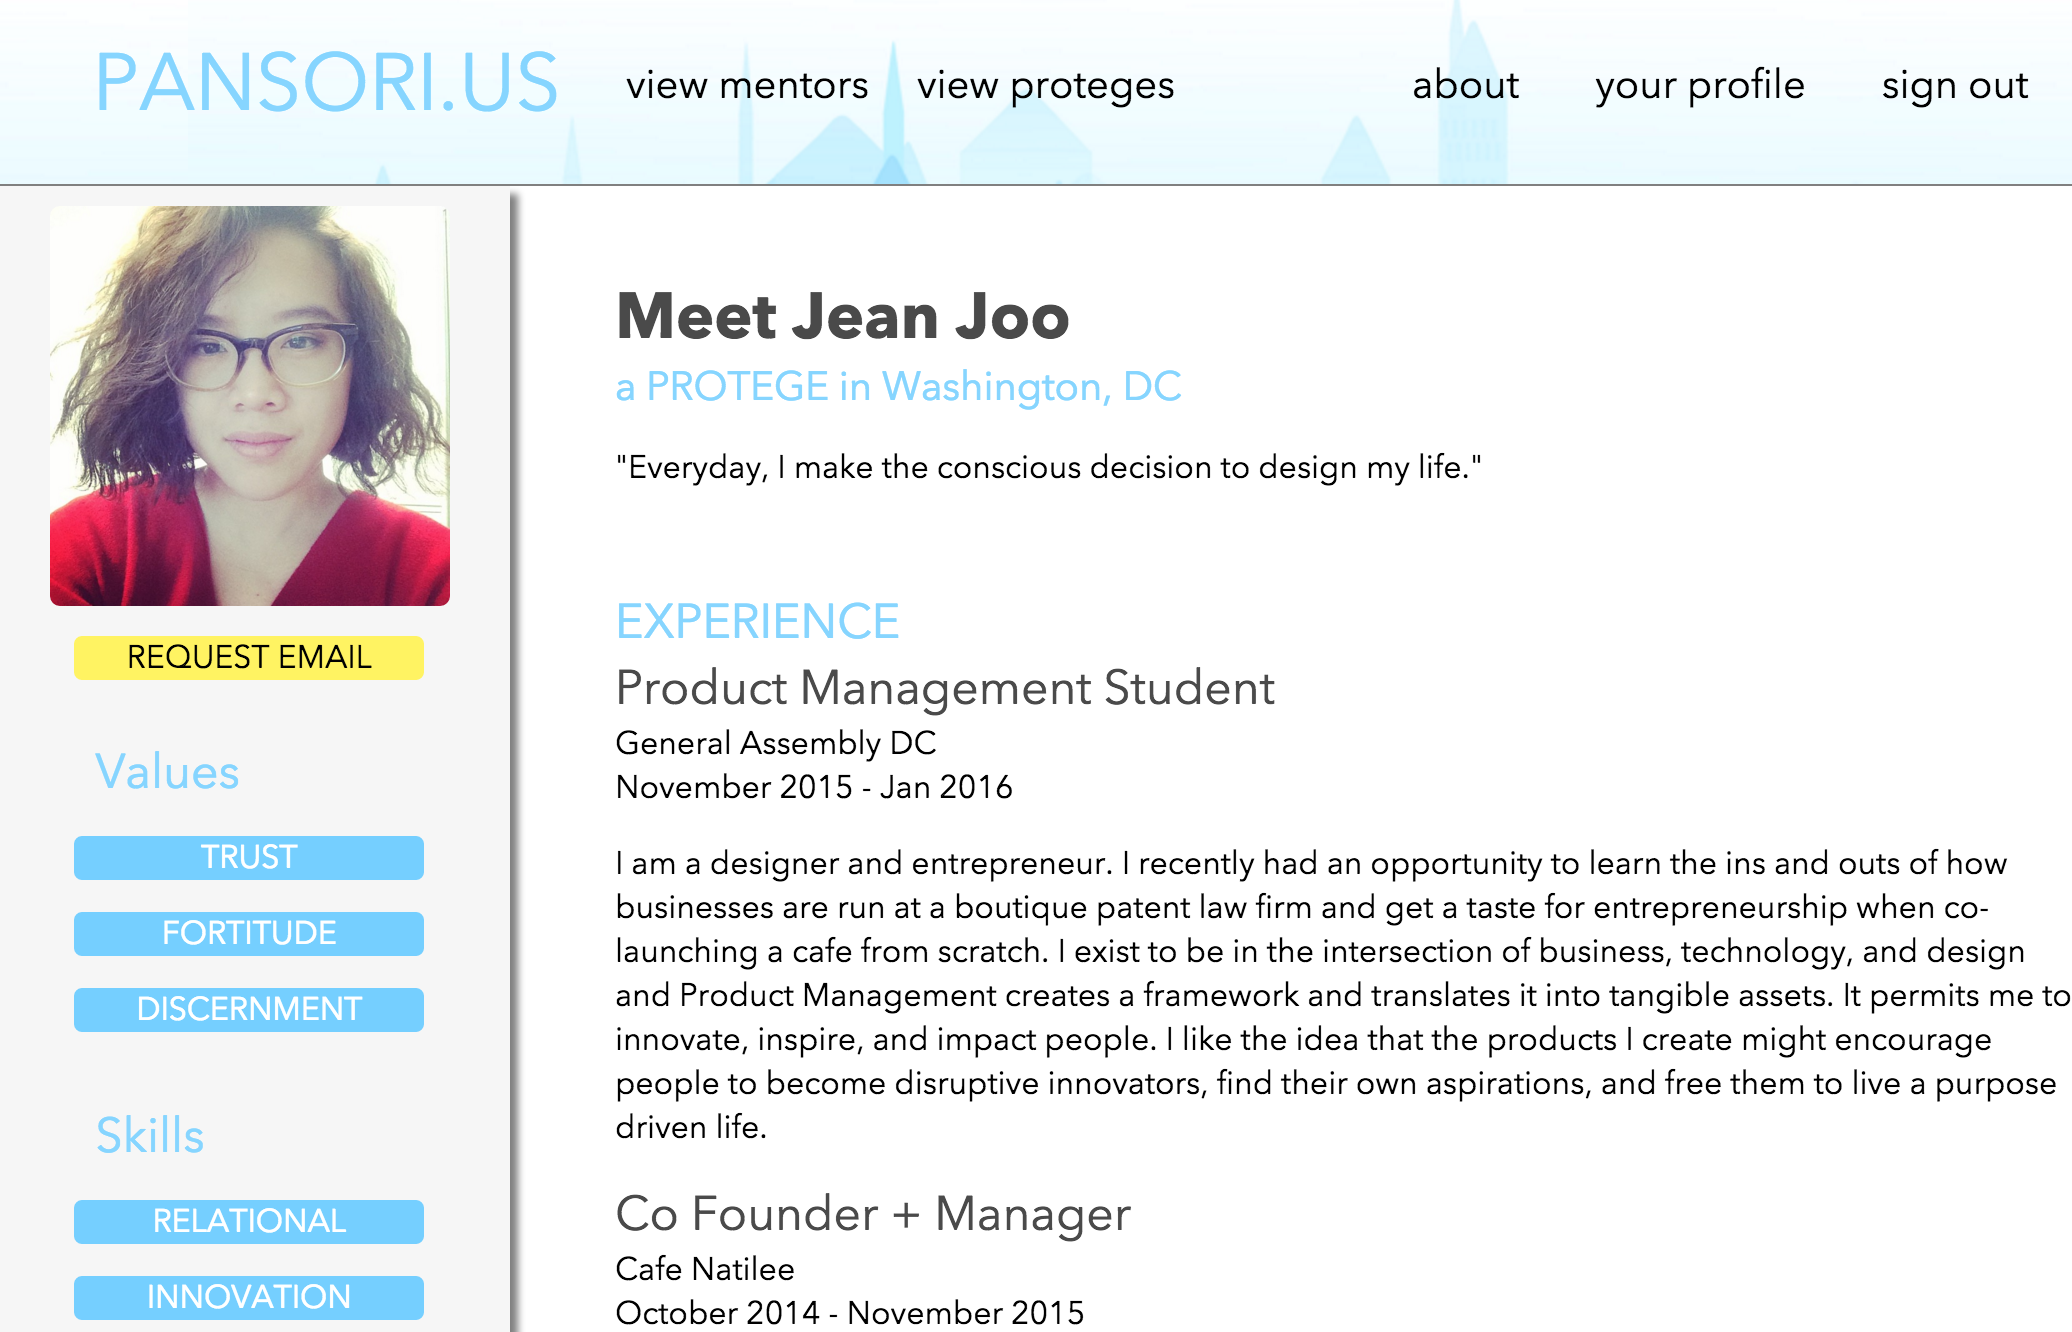 PANSORI.US
view mentors
view proteges
about
your profile
sign out
REQUEST EMAIL
Values
TRUST
FORTITUDE
DISCERNMENT
Skills
RELATIONAL
INNOVATION
Meet Jean Joo
a PROTEGE in Washington, DC
"Everyday, I make the conscious decision to design my life."
EXPERIENCE
Product Management Student
General Assembly DC
November 2015 - Jan 2016
I am a designer and entrepreneur. I recently had an opportunity to learn the ins and outs of how
businesses are run at a boutique patent law firm and get a taste for entrepreneurship when co-
launching a cafe from scratch. I exist to be in the intersection of business, technology, and design
and Product Management creates a framework and translates it into tangible assets. It permits me to
innovate, inspire, and impact people. I like the idea that the products I create might encourage
people to become disruptive innovators, find their own aspirations, and free them to live a purpose
driven life.
Co Founder + Manager
Cafe Natilee
October 2014 - November 2015